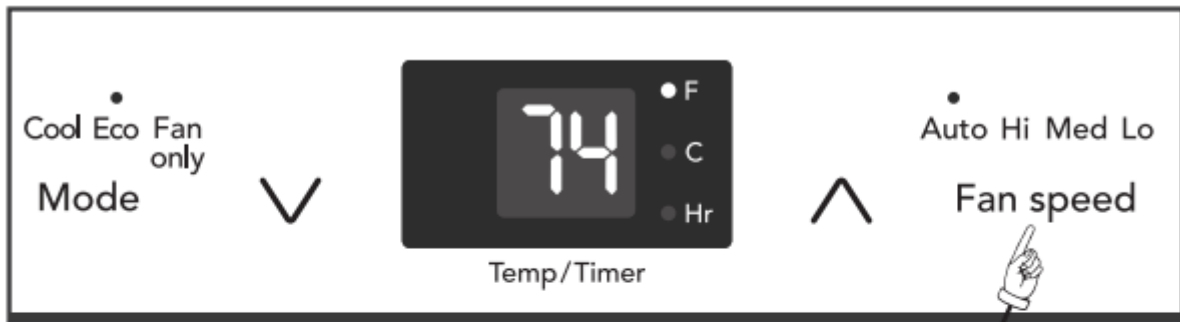 Cool Eco Fan only
Mode
74
F
C
Hr
Temp/Timer
Auto Hi Med Lo
Fan speed